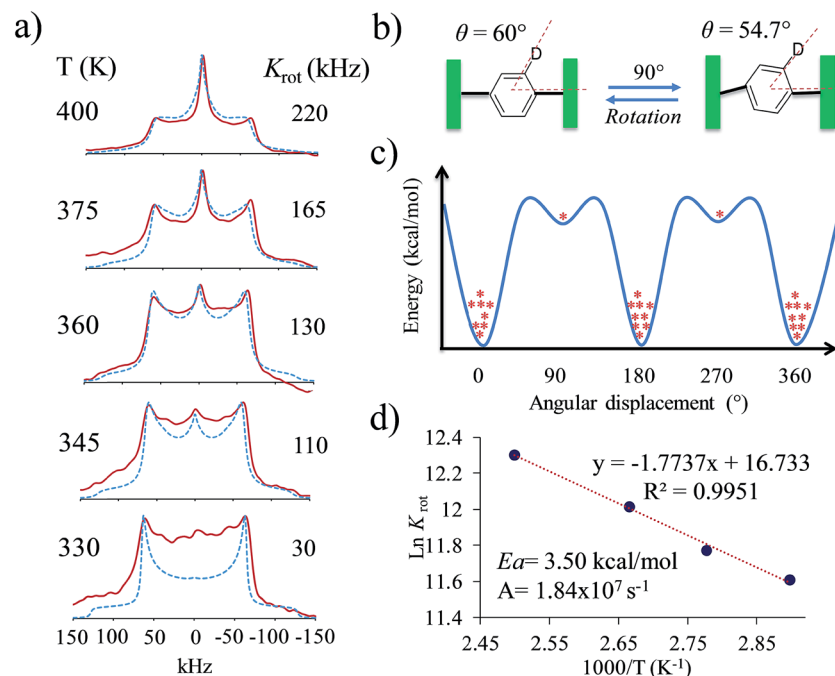 a)
T (K) K_rot (kHz)
400 220
375 165
360 130
345 110
330 30
150 100 50 0 -50 -100 -150
kHz
b)
θ = 60° θ = 54.7°
D D
90°
Rotation
c)
Energy (kcal/mol)
0 90 180 270 360
Angular displacement (°)
d)
Ln K_rot
12.4
12.2
12
11.8
11.6
11.4
y = -1.7737x + 16.733
R² = 0.9951
Ea= 3.50 kcal/mol
A= 1.84x10⁷ s⁻¹
2.45 2.55 2.65 2.75 2.85
1000/T (K⁻¹)